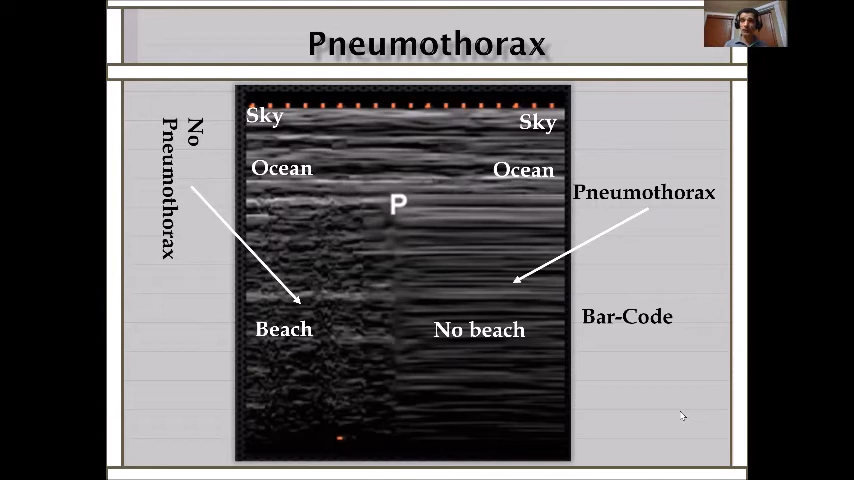 Pneumothorax
No
Pneumothorax
Sky
Sky
Ocean
Ocean
P
Pneumothorax
Beach
No beach
Bar-Code